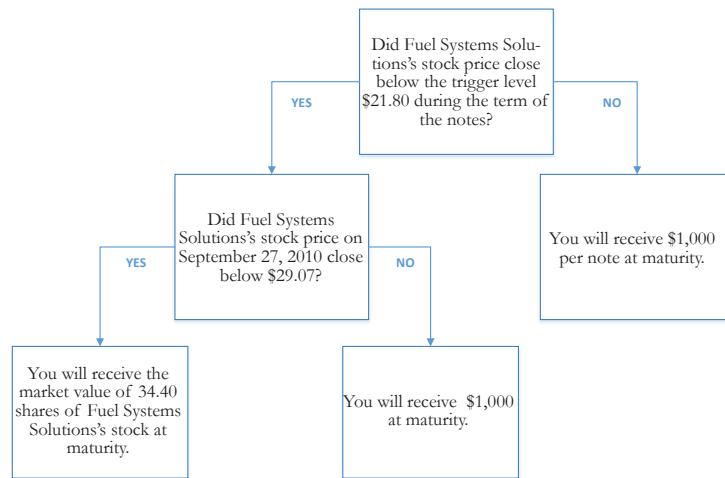 Did Fuel Systems Solu-
tions's stock price close
below the trigger level
$21.80 during the term of
the notes?
YES
NO
Did Fuel Systems
Solutions's stock price on
September 27, 2010 close
below $29.07?
You will receive $1,000
per note at maturity.
YES
NO
You will receive the
market value of 34.40
shares of Fuel Systems
Solutions's stock at
maturity.
You will receive  $1,000
at maturity.